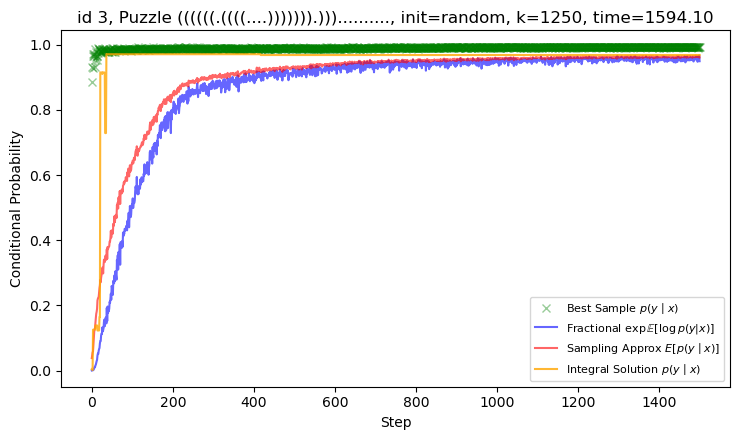 id 3, Puzzle ((((((.((((....))))))).))).........., init=random, k=1250, time=1594.10
Conditional Probability
1.0
0.8
0.6
0.4
0.2
0.0
0
200
400
600
800
1000
1200
1400
Step
Best Sample p(y | x)
Fractional exp𝔼[log p(y|x)]
Sampling Approx E[p(y | x)]
Integral Solution p(y | x)